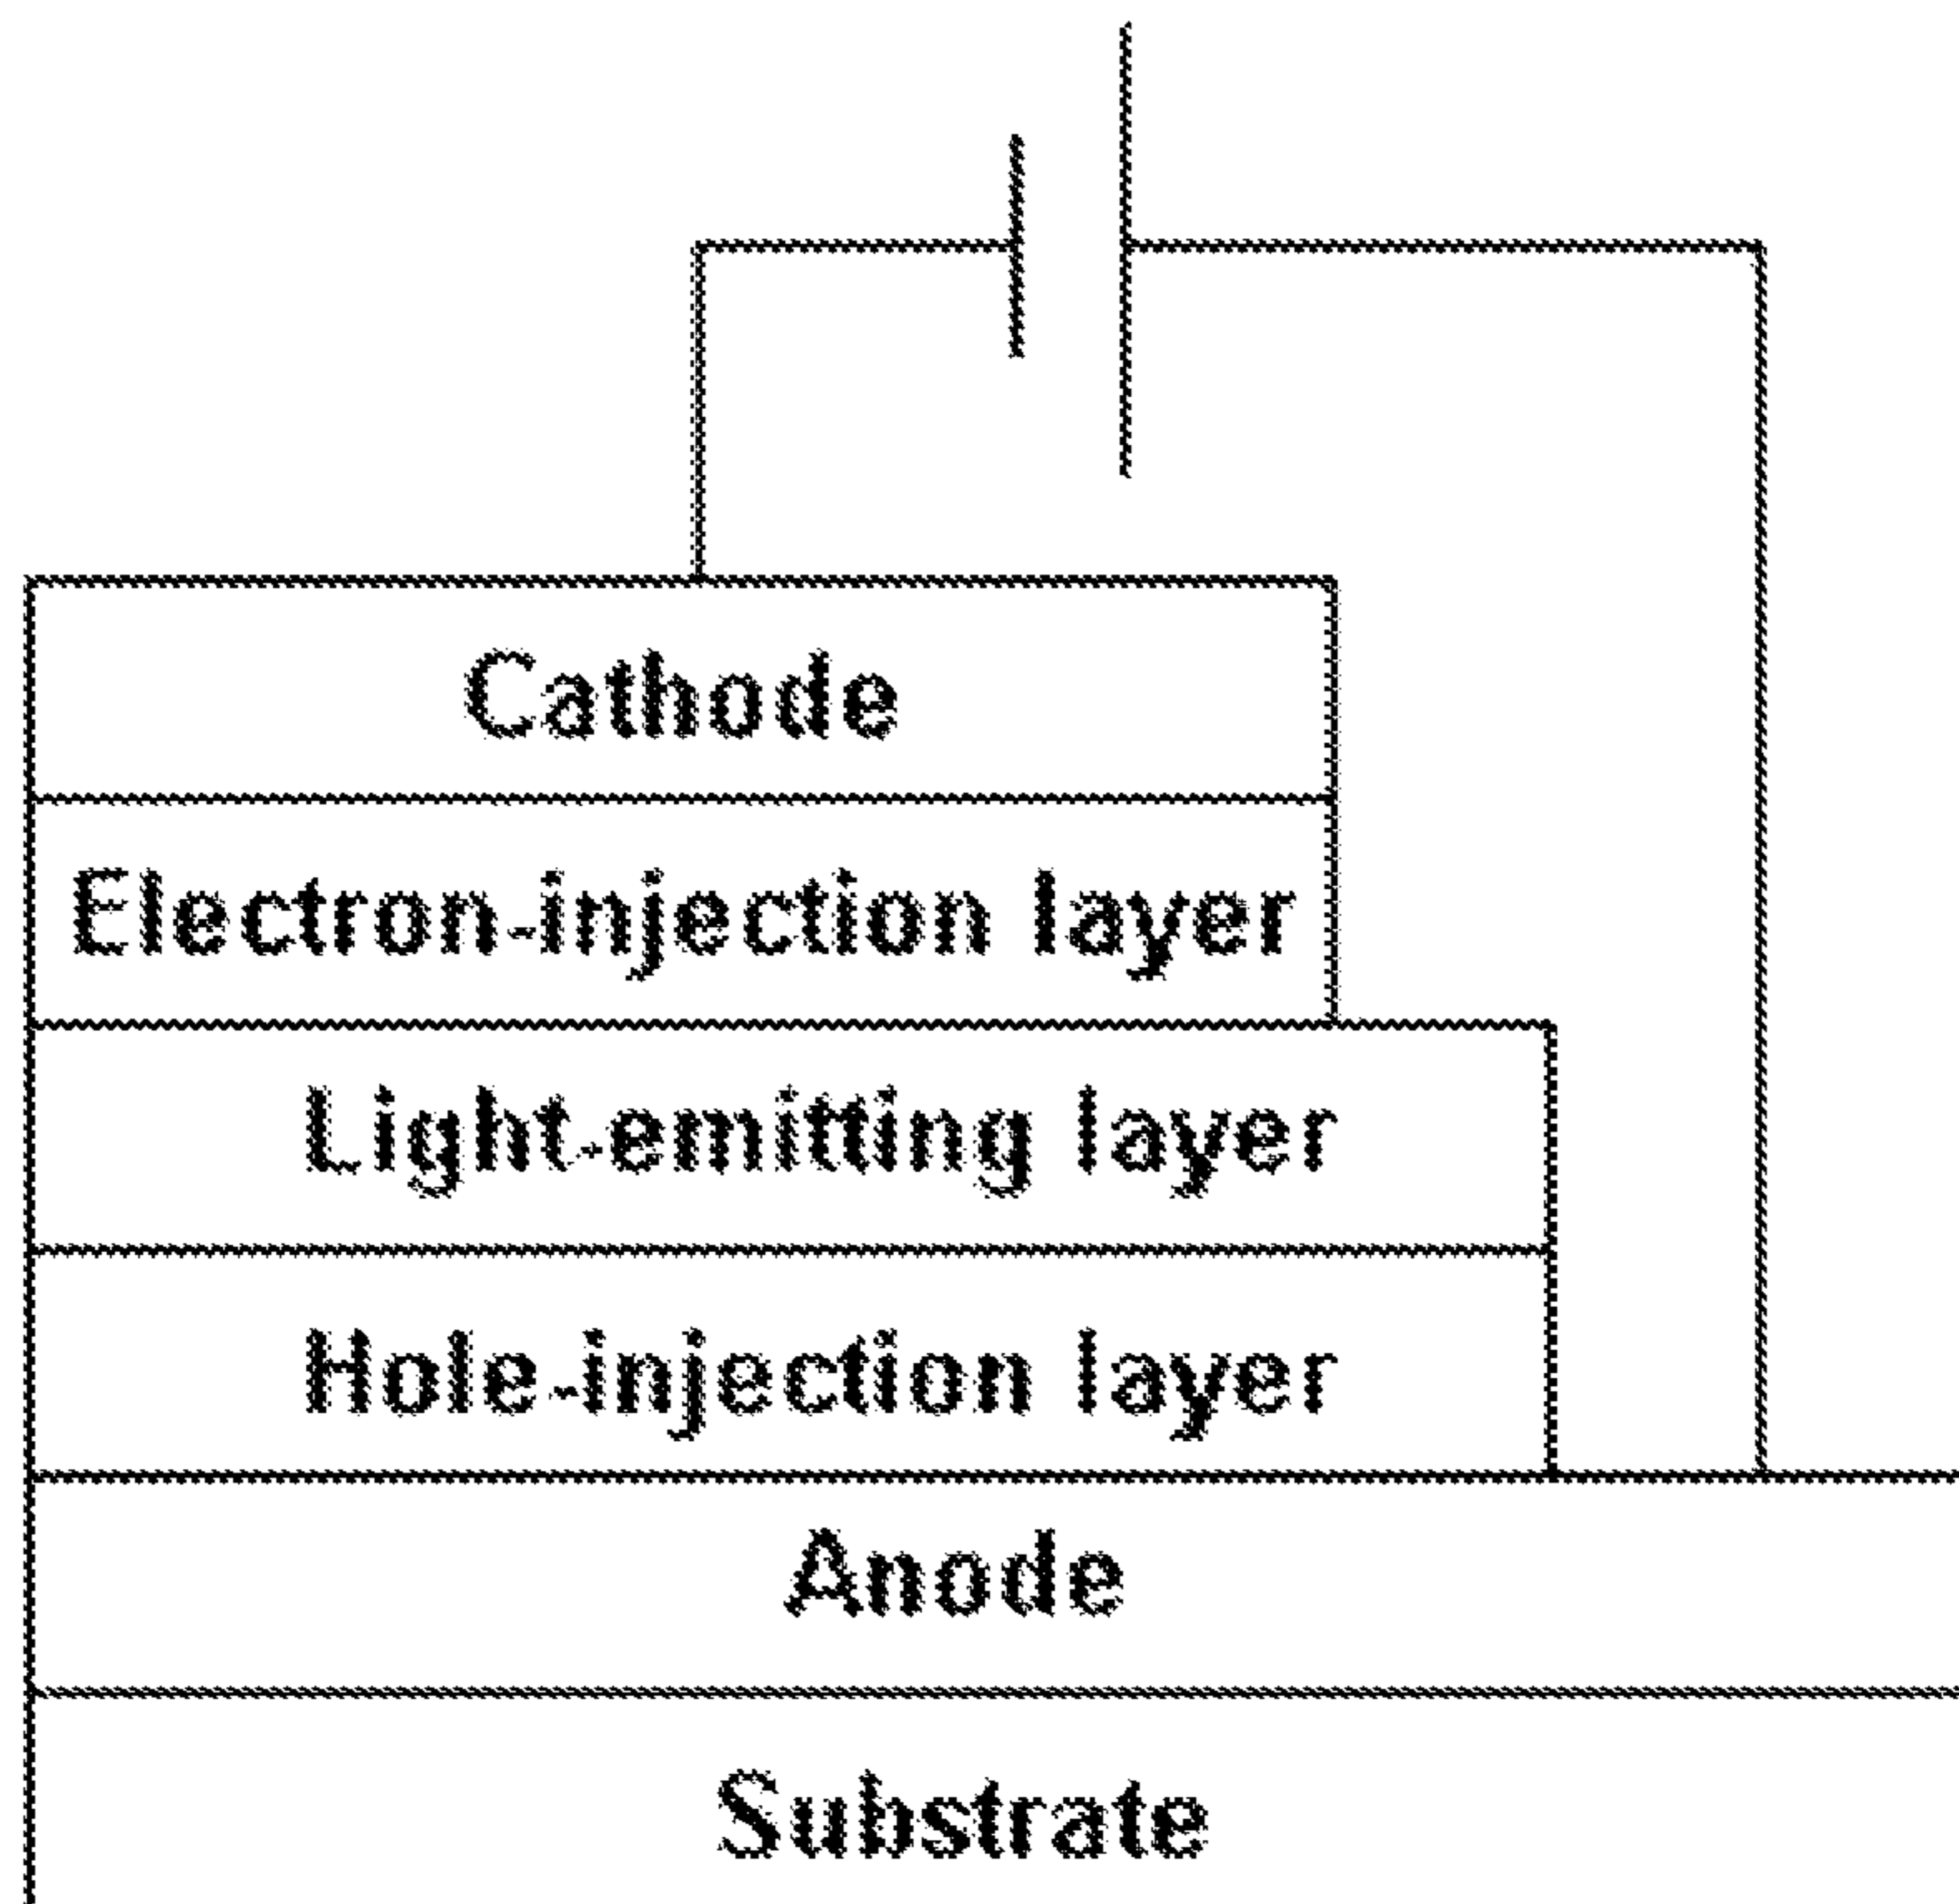 Cathode
Electron-injection layer
Light-emitting layer
Hole-injection layer
Anode
Substrate